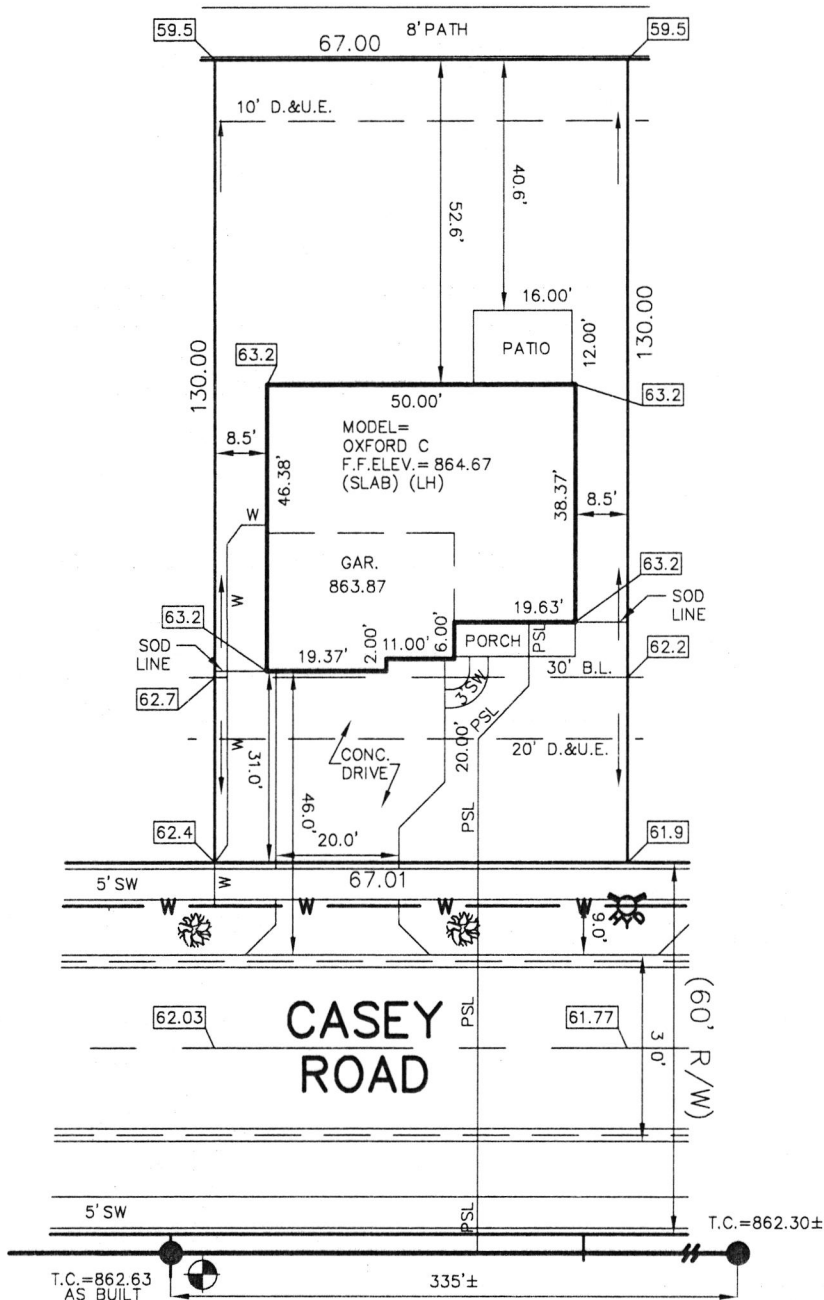 59.5
8' PATH
59.5
67.00
10' D.&U.E.
40.6'
52.6'
16.00'
130.00
PATIO
12.00'
130.00
63.2
63.2
50.00'
MODEL=
OXFORD C
F.F.ELEV.= 864.67
(SLAB) (LH)
8.5'
46.38'
38.37'
8.5'
W
GAR.
863.87
W
63.2
63.2
19.63'
SOD
LINE
SOD
LINE
19.37'
2.00'
11.00'
6.00'
PORCH
PSL
30' B.L.
62.2
62.7
3'SW
PSL
W
31.0'
CONC.
DRIVE
20.00'
20' D.&U.E.
46.0'
PSL
62.4
20.0'
61.9
5' SW
W
67.01
W
W
W
W
9.0'
62.03
CASEY
ROAD
PSL
61.77
3.0'
(60' R/W)
5' SW
PSL
T.C.=862.30±
T.C.=862.63
AS BUILT
335'±